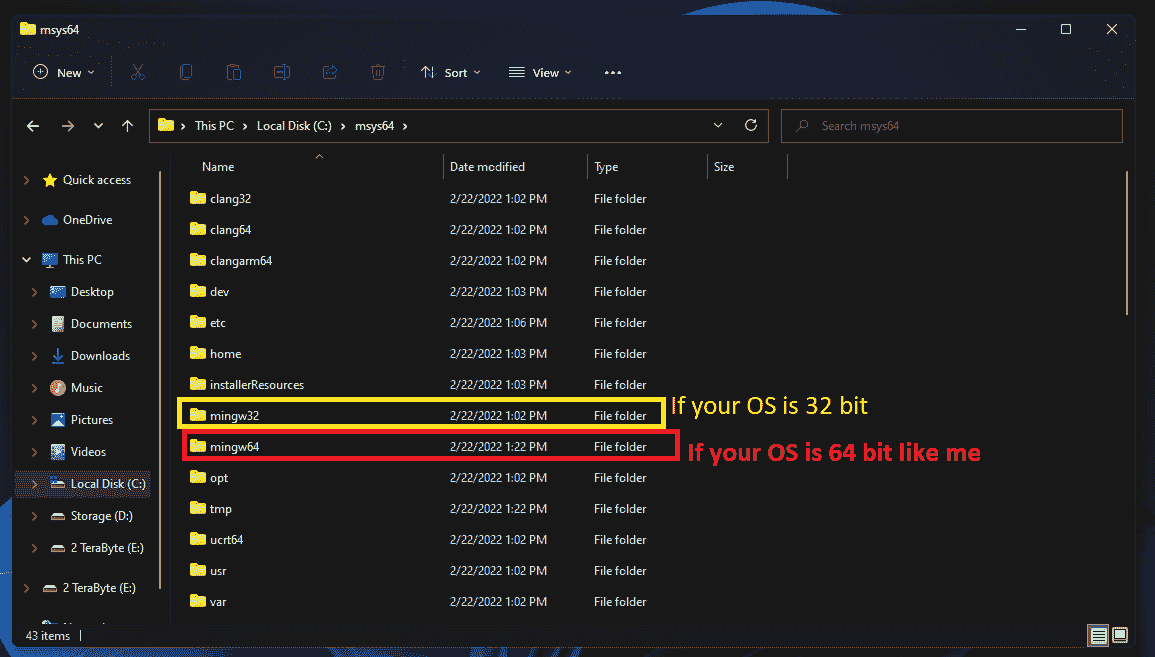 msys64
New
Sort
View
This PC
Local Disk (C:)
msys64
Search msys64
Name
Date modified
Type
Size
Quick access
OneDrive
This PC
Desktop
Documents
Downloads
Music
Pictures
Videos
Local Disk (C:)
Storage (D:)
2 TeraByte (E:)
2 TeraByte (E:)
clang32 2/22/2022 1:02 PM File folder
clang64 2/22/2022 1:02 PM File folder
clangarm64 2/22/2022 1:02 PM File folder
dev 2/22/2022 1:03 PM File folder
etc 2/22/2022 1:06 PM File folder
home 2/22/2022 1:03 PM File folder
installerResources 2/22/2022 1:03 PM File folder
mingw32 2/22/2022 1:02 PM File folder If your OS is 32 bit
mingw64 2/22/2022 1:22 PM File folder If your OS is 64 bit like me
opt 2/22/2022 1:02 PM File folder
tmp 2/22/2022 1:22 PM File folder
ucrt64 2/22/2022 1:02 PM File folder
usr 2/22/2022 1:02 PM File folder
var 2/22/2022 1:02 PM File folder
43 items